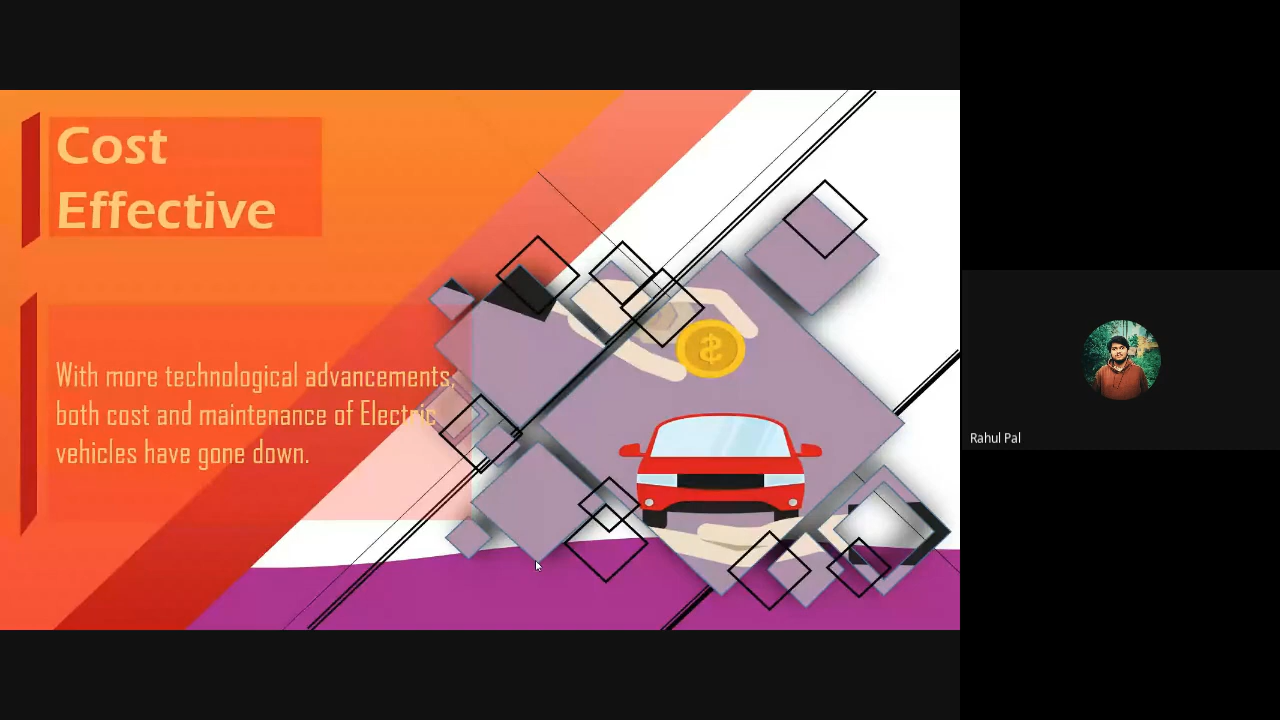 Cost
Effective
With more technological advancements,
both cost and maintenance of Electric
vehicles have gone down.
Rahul Pal